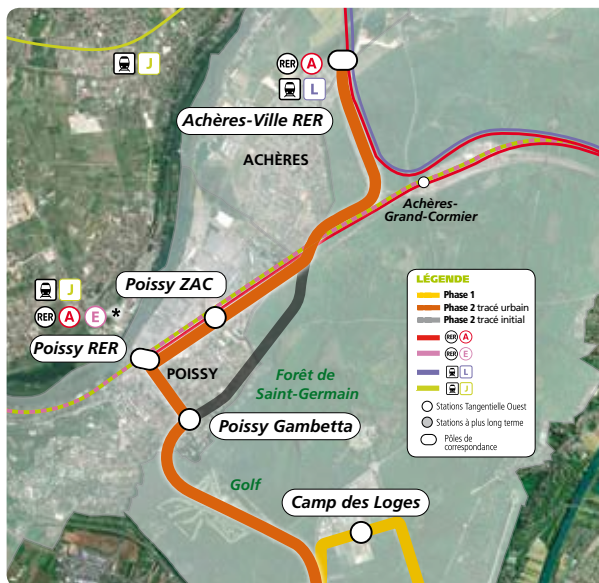 J
RER A
L
Achères-Ville RER
ACHÈRES
Achères-
Grand-Cormier
J
RER A E *
Poissy ZAC
Poissy RER
POISSY
Forêt de
Saint-Germain
Poissy Gambetta
Golf
Camp des Loges
LÉGENDE
Phase 1
Phase 2 tracé urbain
Phase 2 tracé initial
RER A
RER E
L
J
Stations Tangentielle Ouest
Stations à plus long terme
Pôles de
correspondance